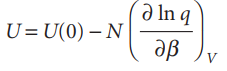 U = U(0) − N(∂ ln q / ∂β)_V